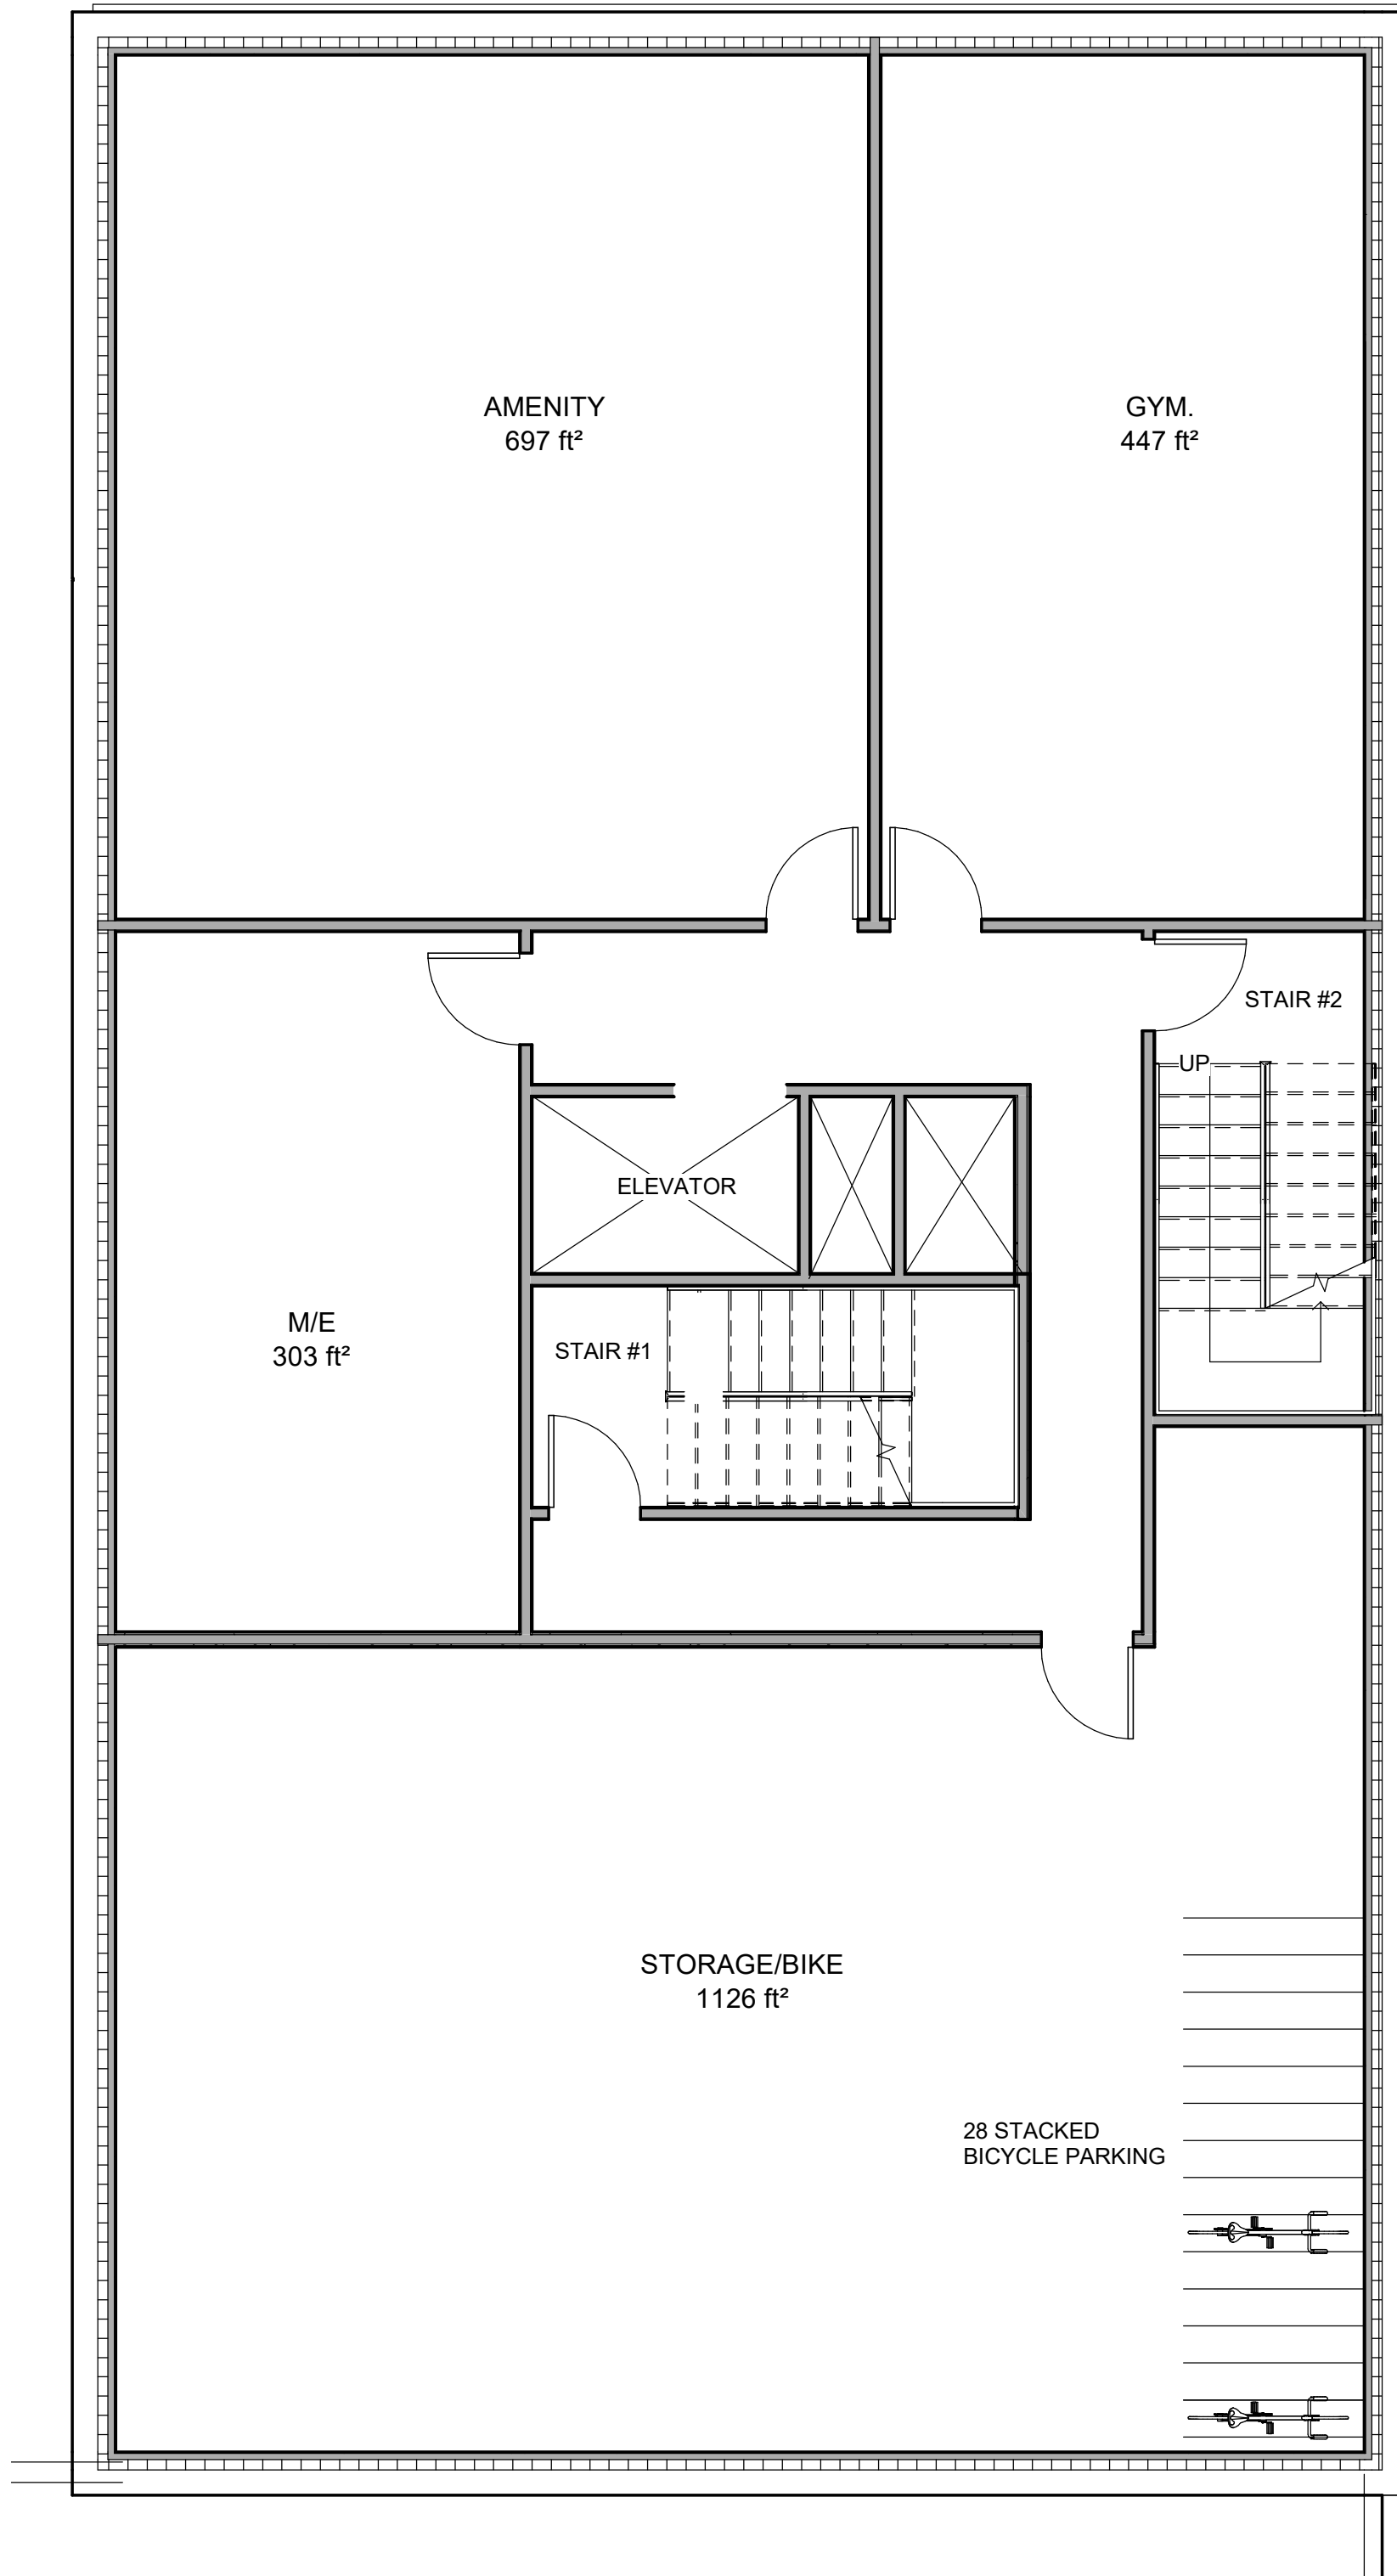 AMENITY
697 ft²
GYM.
447 ft²
STAIR #2
UP
ELEVATOR
M/E
303 ft²
STAIR #1
STORAGE/BIKE
1126 ft²
28 STACKED
BICYCLE PARKING